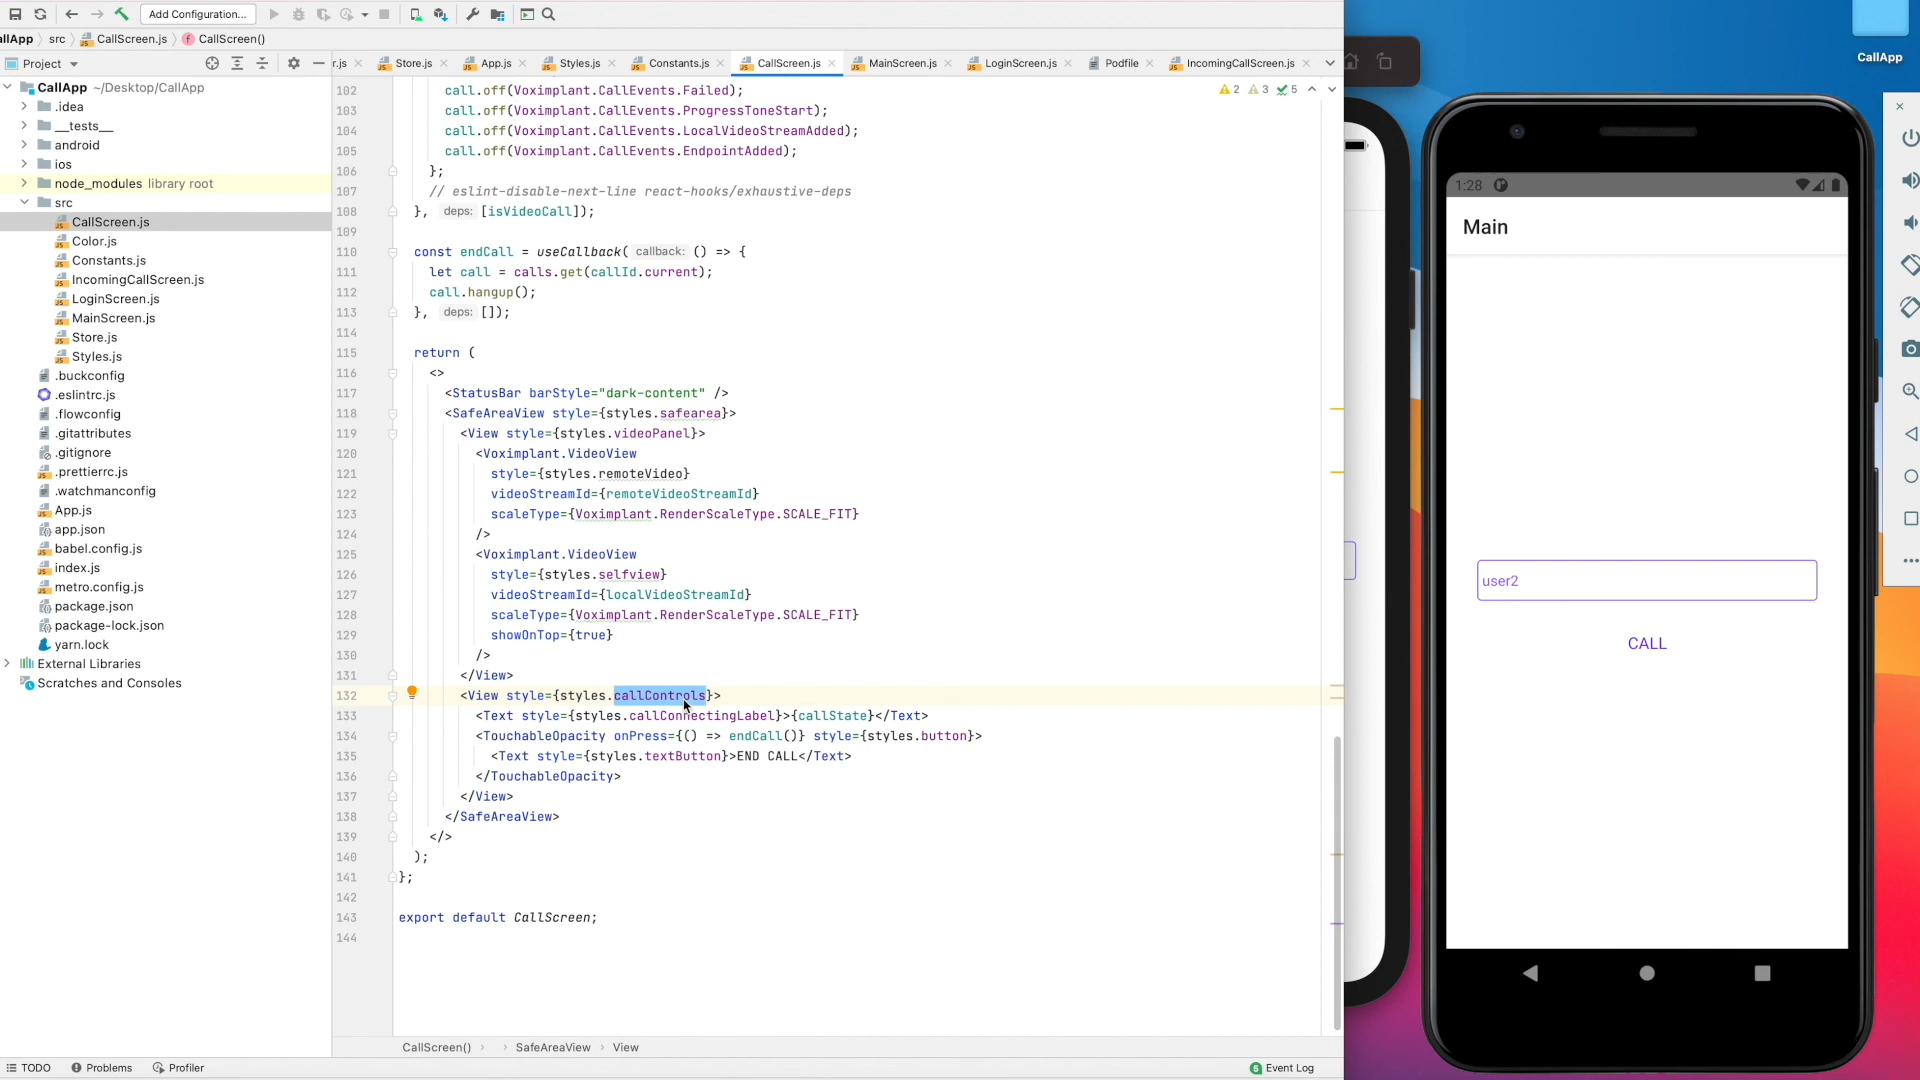 Add Configuration...
allApp src CallScreen.js CallScreen()
Project
r.js Store.js App.js Styles.js Constants.js CallScreen.js MainScreen.js LoginScreen.js Podfile IncomingCallScreen.js
CallApp ~/Desktop/CallApp
.idea
__tests__
android
ios
node_modules library root
src
CallScreen.js
Color.js
Constants.js
IncomingCallScreen.js
LoginScreen.js
MainScreen.js
Store.js
Styles.js
.buckconfig
.eslintrc.js
.flowconfig
.gitattributes
.gitignore
.prettierrc.js
.watchmanconfig
App.js
app.json
babel.config.js
index.js
metro.config.js
package.json
package-lock.json
yarn.lock
External Libraries
Scratches and Consoles
2 3 5
102 call.off(Voximplant.CallEvents.Failed);
103 call.off(Voximplant.CallEvents.ProgressToneStart);
104 call.off(Voximplant.CallEvents.LocalVideoStreamAdded);
105 call.off(Voximplant.CallEvents.EndpointAdded);
106 };
107 // eslint-disable-next-line react-hooks/exhaustive-deps
108 }, deps: [isVideoCall]);
109
110 const endCall = useCallback( callback: () => {
111 let call = calls.get(callId.current);
112 call.hangup();
113 }, deps: []);
114
115 return (
116 <>
117 <StatusBar barStyle="dark-content" />
118 <SafeAreaView style={styles.safearea}>
119 <View style={styles.videoPanel}>
120 <Voximplant.VideoView
121 style={styles.remoteVideo}
122 videoStreamId={remoteVideoStreamId}
123 scaleType={Voximplant.RenderScaleType.SCALE_FIT}
124 />
125 <Voximplant.VideoView
126 style={styles.selfview}
127 videoStreamId={localVideoStreamId}
128 scaleType={Voximplant.RenderScaleType.SCALE_FIT}
129 showOnTop={true}
130 />
131 </View>
132 <View style={styles.callControls}>
133 <Text style={styles.callConnectingLabel}>{callState}</Text>
134 <TouchableOpacity onPress={() => endCall()} style={styles.button}>
135 <Text style={styles.textButton}>END CALL</Text>
136 </TouchableOpacity>
137 </View>
138 </SafeAreaView>
139 </>
140 );
141 };
142
143 export default CallScreen;
144
CallScreen() SafeAreaView View
TODO Problems Profiler
5 Event Log
CallApp
1:28
Main
user2
CALL